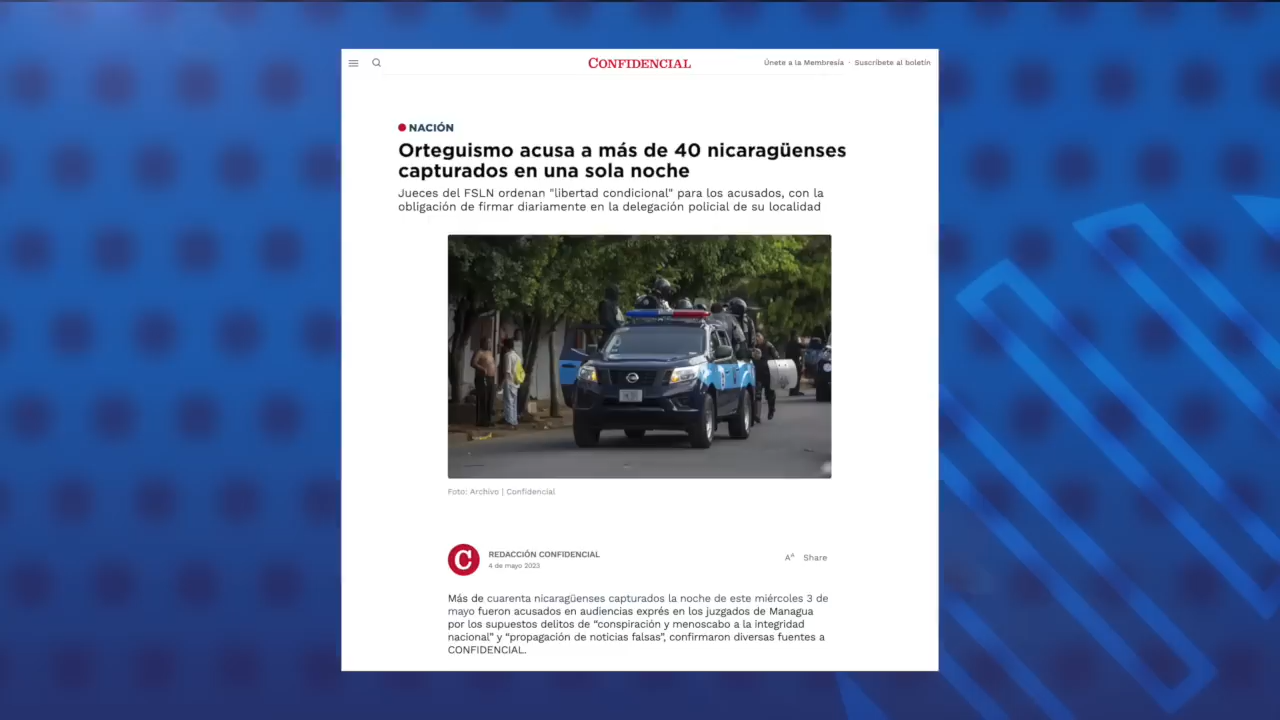 CONFIDENCIAL
Únete a la Membresía · Suscríbete al boletín
NACIÓN
Orteguismo acusa a más de 40 nicaragüenses
capturados en una sola noche
Jueces del FSLN ordenan "libertad condicional" para los acusados, con la
obligación de firmar diariamente en la delegación policial de su localidad
Foto: Archivo | Confidencial
C
REDACCIÓN CONFIDENCIAL
4 de mayo 2023
AA Share
Más de cuarenta nicaragüenses capturados la noche de este miércoles 3 de
mayo fueron acusados en audiencias exprés en los juzgados de Managua
por los supuestos delitos de “conspiración y menoscabo a la integridad
nacional” y “propagación de noticias falsas”, confirmaron diversas fuentes a
CONFIDENCIAL.